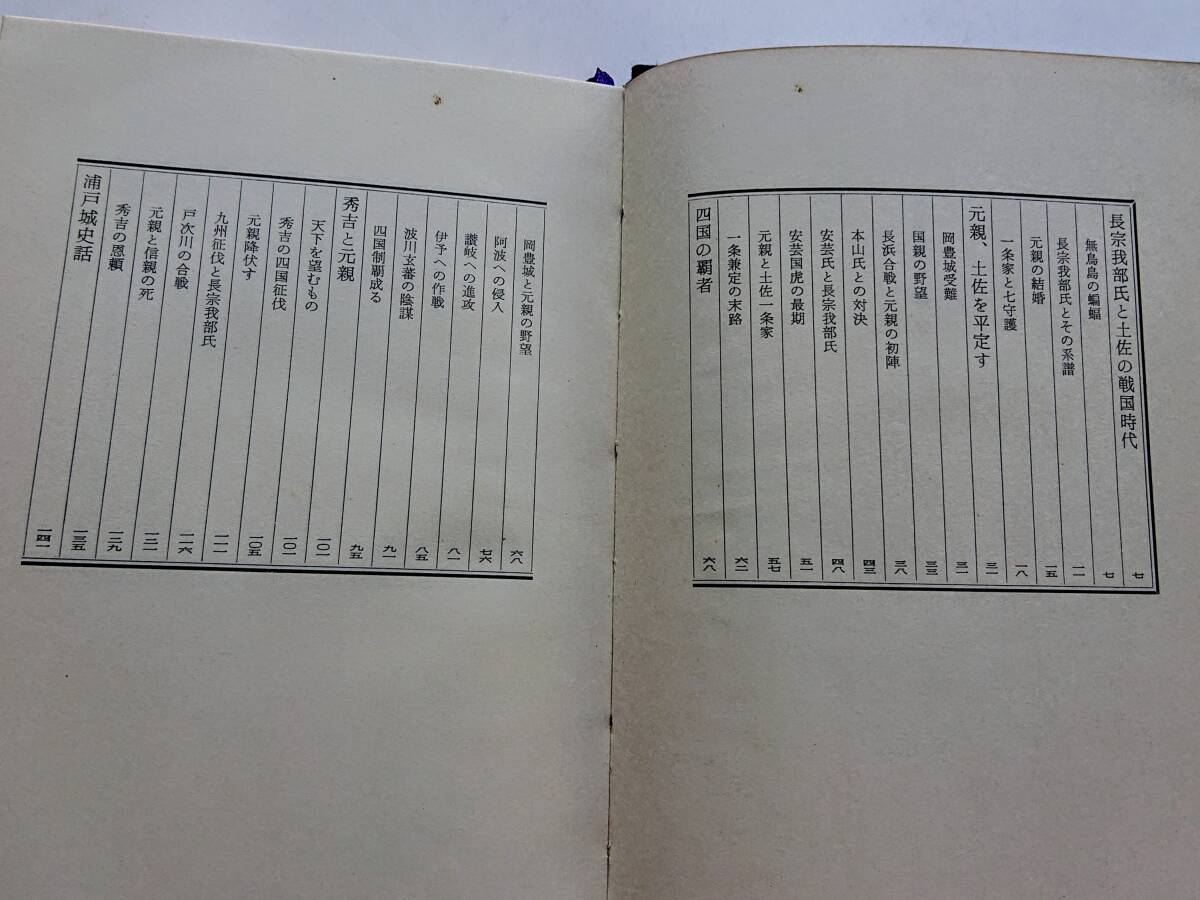 長宗我部氏と土佐の戦国時代 七
無鳥島の蝙蝠 七
長宗我部氏とその系譜 一一
元親の結婚 一五
一条家と七守護 一八
元親、土佐を平定す 三一
岡豊城受難 三一
国親の野望 三三
長浜合戦と元親の初陣 三八
本山氏との対決 四三
安芸氏と長宗我部氏 四八
安芸国虎の最期 五一
元親と土佐一条家 五七
一条兼定の末路 六二
四国の覇者 六八
岡豊城と元親の野望 六八
阿波への侵入 七六
讃岐への進攻 八一
伊予への作戦 八五
波川玄蕃の陰謀 九一
四国制覇成る 九五
秀吉と元親 一〇一
天下を望むもの 一〇一
秀吉の四国征伐 一〇五
元親降伏す 一一一
九州征伐と長宗我部氏 一一六
戸次川の合戦 一二一
元親と信親の死 一二九
秀吉の恩頼 一三五
浦戸城史話 一四一